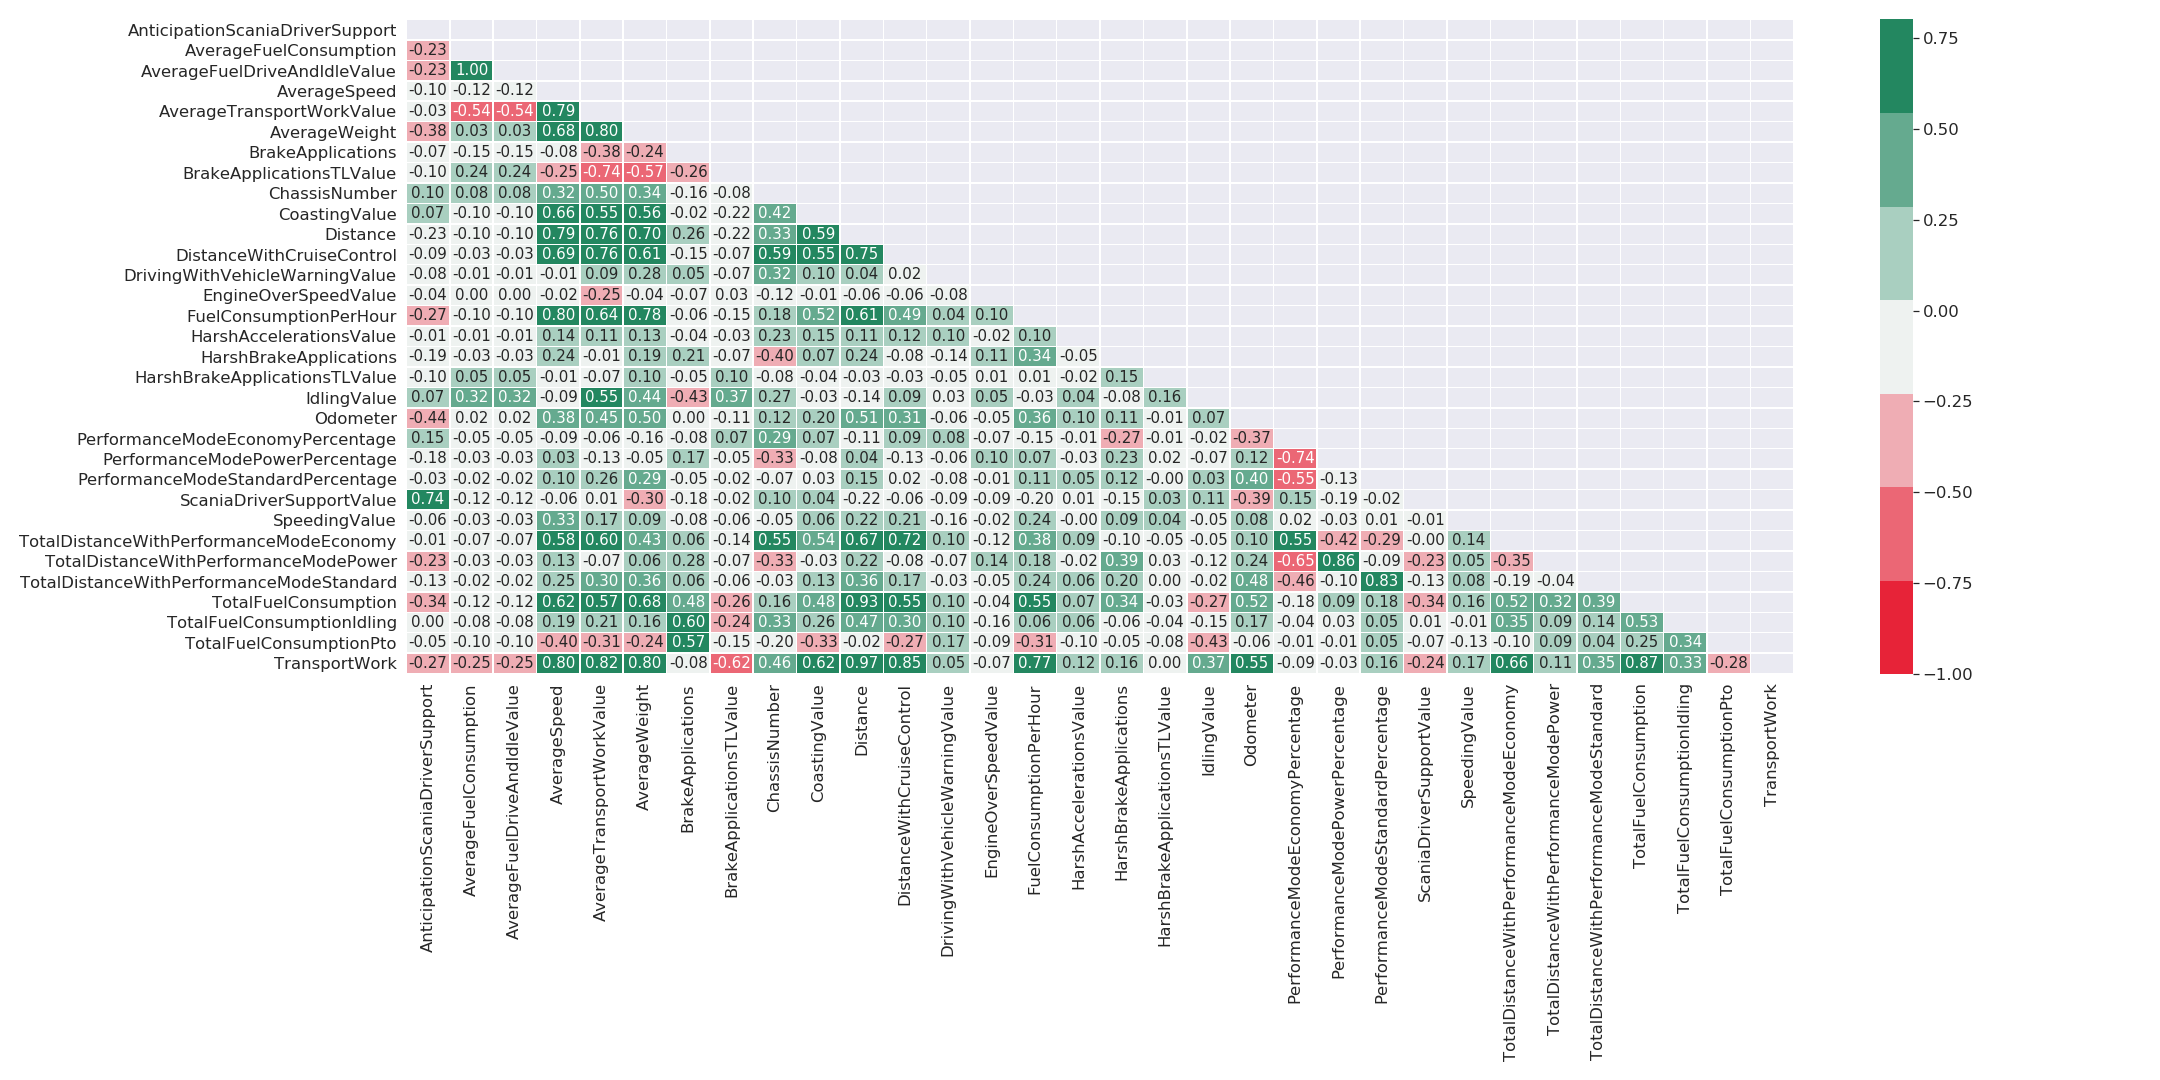 AnticipationScaniaDriverSupport
AverageFuelConsumption -0.23
AverageFuelDriveAndIdleValue -0.23 1.00
AverageSpeed -0.10 -0.12 -0.12
AverageTransportWorkValue -0.03 -0.54 -0.54 0.79
AverageWeight -0.38 0.03 0.03 0.68 0.80
BrakeApplications -0.07 -0.15 -0.15 -0.08 -0.38 -0.24
BrakeApplicationsTLValue -0.10 0.24 0.24 -0.25 -0.74 -0.57 -0.26
ChassisNumber 0.10 0.08 0.08 0.32 0.50 0.34 -0.16 -0.08
CoastingValue 0.07 -0.10 -0.10 0.66 0.55 0.56 -0.02 -0.22 0.42
Distance -0.23 -0.10 -0.10 0.79 0.76 0.70 0.26 -0.22 0.33 0.59
DistanceWithCruiseControl -0.09 -0.03 -0.03 0.69 0.76 0.61 -0.15 -0.07 0.59 0.55 0.75
DrivingWithVehicleWarningValue -0.08 -0.01 -0.01 -0.01 0.09 0.28 0.05 -0.07 0.32 0.10 0.04 0.02
EngineOverSpeedValue -0.04 0.00 0.00 -0.02 -0.25 -0.04 -0.07 0.03 -0.12 -0.01 -0.06 -0.06 -0.08
FuelConsumptionPerHour -0.27 -0.10 -0.10 0.80 0.64 0.78 -0.06 -0.15 0.18 0.52 0.61 0.49 0.04 0.10
HarshAccelerationsValue -0.01 -0.01 -0.01 0.14 0.11 0.13 -0.04 -0.03 0.23 0.15 0.11 0.12 0.10 -0.02 0.10
HarshBrakeApplications -0.19 -0.03 -0.03 0.24 -0.01 0.19 0.21 -0.07 -0.40 0.07 0.24 -0.08 -0.14 0.11 0.34 -0.05
HarshBrakeApplicationsTLValue -0.10 0.05 0.05 -0.01 -0.07 0.10 -0.05 0.10 -0.08 -0.04 -0.03 -0.03 -0.05 0.01 0.01 -0.02 0.15
IdlingValue 0.07 0.32 0.32 -0.09 0.55 0.44 -0.43 0.37 0.27 -0.03 -0.14 0.09 0.03 0.05 -0.03 0.04 -0.08 0.16
Odometer -0.44 0.02 0.02 0.38 0.45 0.50 0.00 -0.11 0.12 0.20 0.51 0.31 -0.06 -0.05 0.36 0.10 0.11 -0.01 0.07
PerformanceModeEconomyPercentage 0.15 -0.05 -0.05 -0.09 -0.06 -0.16 -0.08 0.07 0.29 0.07 -0.11 0.09 0.08 -0.07 -0.15 -0.01 -0.27 -0.01 -0.02 -0.37
PerformanceModePowerPercentage -0.18 -0.03 -0.03 0.03 -0.13 -0.05 0.17 -0.05 -0.33 -0.08 0.04 -0.13 -0.06 0.10 0.07 -0.03 0.23 0.02 -0.07 0.12 -0.74
PerformanceModeStandardPercentage -0.03 -0.02 -0.02 0.10 0.26 0.29 -0.05 -0.02 -0.07 0.03 0.15 0.02 -0.08 -0.01 0.11 0.05 0.12 -0.00 0.03 0.40 -0.55 -0.13
ScaniaDriverSupportValue 0.74 -0.12 -0.12 -0.06 0.01 -0.30 -0.18 -0.02 0.10 0.04 -0.22 -0.06 -0.09 -0.09 -0.20 0.01 -0.15 0.03 0.11 -0.39 0.15 -0.19 -0.02
SpeedingValue -0.06 -0.03 -0.03 0.33 0.17 0.09 -0.08 -0.06 -0.05 0.06 0.22 0.21 -0.16 -0.02 0.24 -0.00 0.09 0.04 -0.05 0.08 0.02 -0.03 0.01 -0.01
TotalDistanceWithPerformanceModeEconomy -0.01 -0.07 -0.07 0.58 0.60 0.43 0.06 -0.14 0.55 0.54 0.67 0.72 0.10 -0.12 0.38 0.09 -0.10 -0.05 -0.05 0.10 0.55 -0.42 -0.29 -0.00 0.14
TotalDistanceWithPerformanceModePower -0.23 -0.03 -0.03 0.13 -0.07 0.06 0.28 -0.07 -0.33 -0.03 0.22 -0.08 -0.07 0.14 0.18 -0.02 0.39 0.03 -0.12 0.24 -0.65 0.86 -0.09 -0.23 0.05 -0.35
TotalDistanceWithPerformanceModeStandard -0.13 -0.02 -0.02 0.25 0.30 0.36 0.06 -0.06 -0.03 0.13 0.36 0.17 -0.03 -0.05 0.24 0.06 0.20 0.00 -0.02 0.48 -0.46 -0.10 0.83 -0.13 0.08 -0.19 -0.04
TotalFuelConsumption -0.34 -0.12 -0.12 0.62 0.57 0.68 0.48 -0.26 0.16 0.48 0.93 0.55 0.10 -0.04 0.55 0.07 0.34 -0.03 -0.27 0.52 -0.18 0.09 0.18 -0.34 0.16 0.52 0.32 0.39
TotalFuelConsumptionIdling 0.00 -0.08 -0.08 0.19 0.21 0.16 0.60 -0.24 0.33 0.26 0.47 0.30 0.10 -0.16 0.06 0.06 -0.06 -0.04 -0.15 0.17 -0.04 0.03 0.05 0.01 -0.01 0.35 0.09 0.14 0.53
TotalFuelConsumptionPto -0.05 -0.10 -0.10 -0.40 -0.31 -0.24 0.57 -0.15 -0.20 -0.33 -0.02 -0.27 0.17 -0.09 -0.31 -0.10 -0.05 -0.08 -0.43 -0.06 -0.01 -0.01 0.05 -0.07 -0.13 -0.10 0.09 0.04 0.25 0.34
TransportWork -0.27 -0.25 -0.25 0.80 0.82 0.80 -0.08 -0.62 0.46 0.62 0.97 0.85 0.05 -0.07 0.77 0.12 0.16 0.00 0.37 0.55 -0.09 -0.03 0.16 -0.24 0.17 0.66 0.11 0.35 0.87 0.33 -0.28
AnticipationScaniaDriverSupport
AverageFuelConsumption
AverageFuelDriveAndIdleValue
AverageSpeed
AverageTransportWorkValue
AverageWeight
BrakeApplications
BrakeApplicationsTLValue
ChassisNumber
CoastingValue
Distance
DistanceWithCruiseControl
DrivingWithVehicleWarningValue
EngineOverSpeedValue
FuelConsumptionPerHour
HarshAccelerationsValue
HarshBrakeApplications
HarshBrakeApplicationsTLValue
IdlingValue
Odometer
PerformanceModeEconomyPercentage
PerformanceModePowerPercentage
PerformanceModeStandardPercentage
ScaniaDriverSupportValue
SpeedingValue
TotalDistanceWithPerformanceModeEconomy
TotalDistanceWithPerformanceModePower
TotalDistanceWithPerformanceModeStandard
TotalFuelConsumption
TotalFuelConsumptionIdling
TotalFuelConsumptionPto
TransportWork
0.75
0.50
0.25
0.00
−0.25
−0.50
−0.75
−1.00